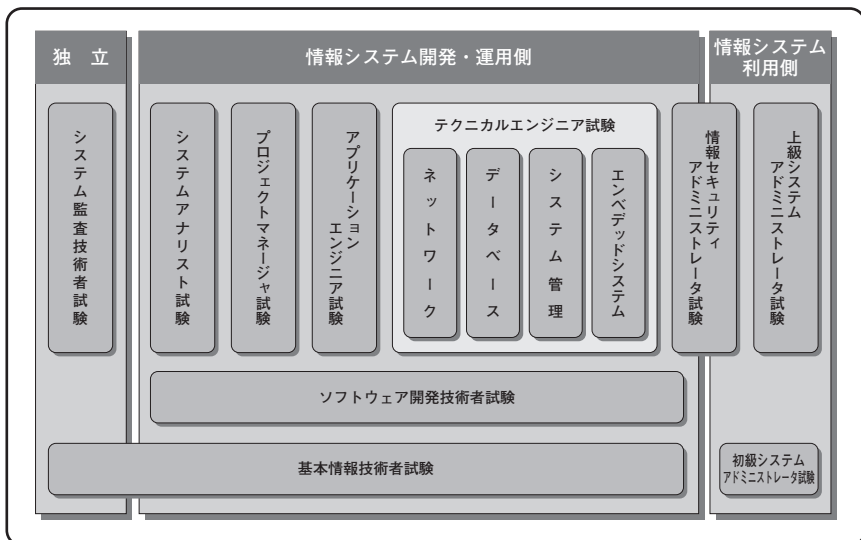 独 立
システム監査技術者試験
情報システム開発・運用側
システムアナリスト試験
プロジェクトマネージャ試験
アプリケーション
エンジニア試験
テクニカルエンジニア試験
ネットワーク
データベース
システム管理
エンベデッドシステム
情報セキュリティ
アドミニストレータ試験
ソフトウェア開発技術者試験
基本情報技術者試験
情報システム
利用側
上級システム
アドミニストレータ試験
初級システム
アドミニストレータ試験